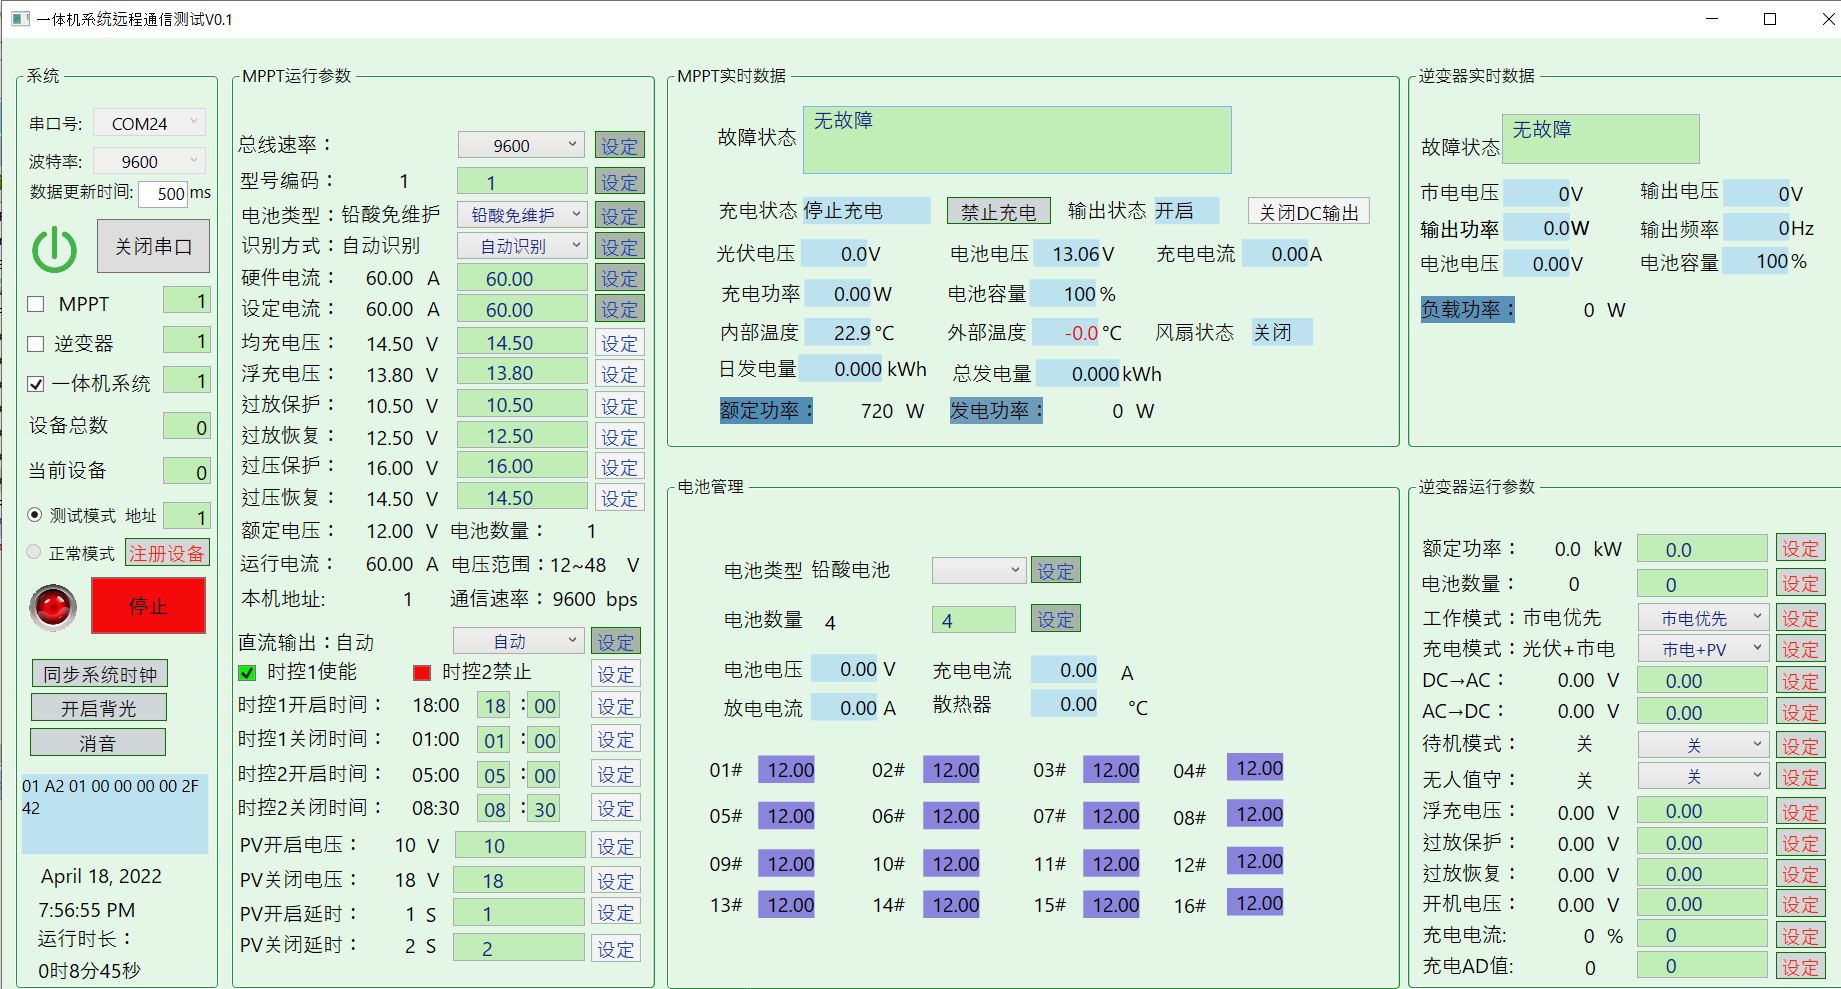 一体机系统远程通信测试V0.1
系统
串口号: COM24
波特率: 9600
数据更新时间: 500 ms
关闭串口
MPPT 1
逆变器 1
一体机系统 1
设备总数 0
当前设备 0
测试模式 地址 1
正常模式 注册设备
停止
同步系统时钟
开启背光
消音
01 A2 01 00 00 00 00 2F
42
April 18, 2022
7:56:55 PM
运行时长：
0时8分45秒
MPPT运行参数
总线速率： 9600 设定
型号编码： 1 1 设定
电池类型：铅酸免维护 铅酸免维护 设定
识别方式：自动识别 自动识别 设定
硬件电流： 60.00 A 60.00 设定
设定电流： 60.00 A 60.00 设定
均充电压： 14.50 V 14.50 设定
浮充电压： 13.80 V 13.80 设定
过放保护： 10.50 V 10.50 设定
过放恢复： 12.50 V 12.50 设定
过压保护： 16.00 V 16.00 设定
过压恢复： 14.50 V 14.50 设定
额定电压： 12.00 V 电池数量： 1
运行电流： 60.00 A 电压范围：12~48 V
本机地址: 1 通信速率：9600 bps
直流输出：自动 自动 设定
时控1使能 时控2禁止 设定
时控1开启时间： 18:00 18 : 00 设定
时控1关闭时间： 01:00 01 : 00 设定
时控2开启时间： 05:00 05 : 00 设定
时控2关闭时间： 08:30 08 : 30 设定
PV开启电压： 10 V 10 设定
PV关闭电压： 18 V 18 设定
PV开启延时： 1 S 1 设定
PV关闭延时： 2 S 2 设定
MPPT实时数据
故障状态 无故障
充电状态 停止充电 禁止充电 输出状态 开启 关闭DC输出
光伏电压 0.0V 电池电压 13.06V 充电电流 0.00A
充电功率 0.00W 电池容量 100%
内部温度 22.9℃ 外部温度 -0.0℃ 风扇状态 关闭
日发电量 0.000 kWh 总发电量 0.000kWh
额定功率： 720 W 发电功率： 0 W
电池管理
电池类型 铅酸电池 设定
电池数量 4 4 设定
电池电压 0.00 V 充电电流 0.00 A
放电电流 0.00 A 散热器 0.00 ℃
01# 12.00 02# 12.00 03# 12.00 04# 12.00
05# 12.00 06# 12.00 07# 12.00 08# 12.00
09# 12.00 10# 12.00 11# 12.00 12# 12.00
13# 12.00 14# 12.00 15# 12.00 16# 12.00
逆变器实时数据
故障状态 无故障
市电电压 0V 输出电压 0V
输出功率 0.0W 输出频率 0Hz
电池电压 0.00V 电池容量 100%
负载功率： 0 W
逆变器运行参数
额定功率： 0.0 kW 0.0 设定
电池数量： 0 0 设定
工作模式：市电优先 市电优先 设定
充电模式：光伏+市电 市电+PV 设定
DC→AC： 0.00 V 0.00 设定
AC→DC： 0.00 V 0.00 设定
待机模式： 关 关 设定
无人值守： 关 关 设定
浮充电压： 0.00 V 0.00 设定
过放保护： 0.00 V 0.00 设定
过放恢复： 0.00 V 0.00 设定
开机电压： 0.00 V 0.00 设定
充电电流: 0 % 0 设定
充电AD值: 0 0 设定